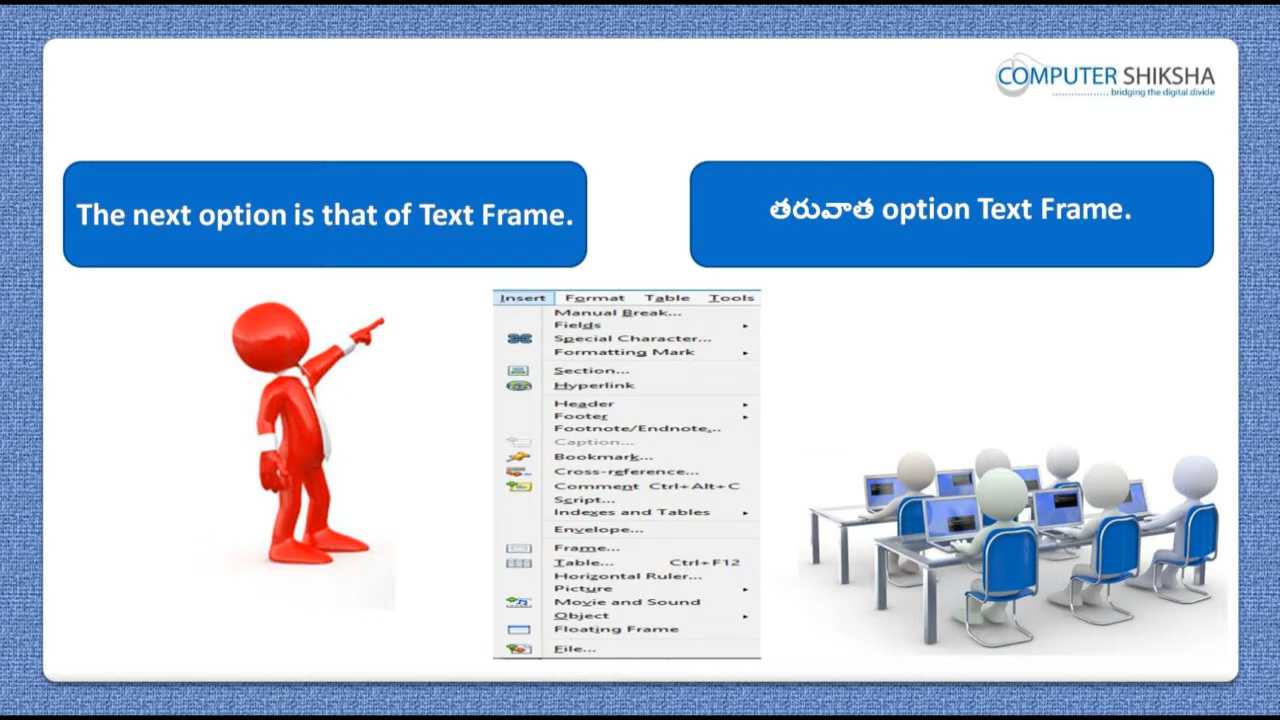 COMPUTER SHIKSHA
bridging the digital divide
The next option is that of Text Frame.
తరువాత option Text Frame.
Insert Format Table Tools
Manual Break...
Fields
Special Character...
Formatting Mark
Section...
Hyperlink
Header
Footer
Footnote/Endnote...
Caption...
Bookmark...
Cross-reference...
Comment Ctrl+Alt+C
Script...
Indexes and Tables
Envelope...
Frame...
Table... Ctrl+F12
Horizontal Ruler...
Picture
Movie and Sound
Object
Floating Frame
File...